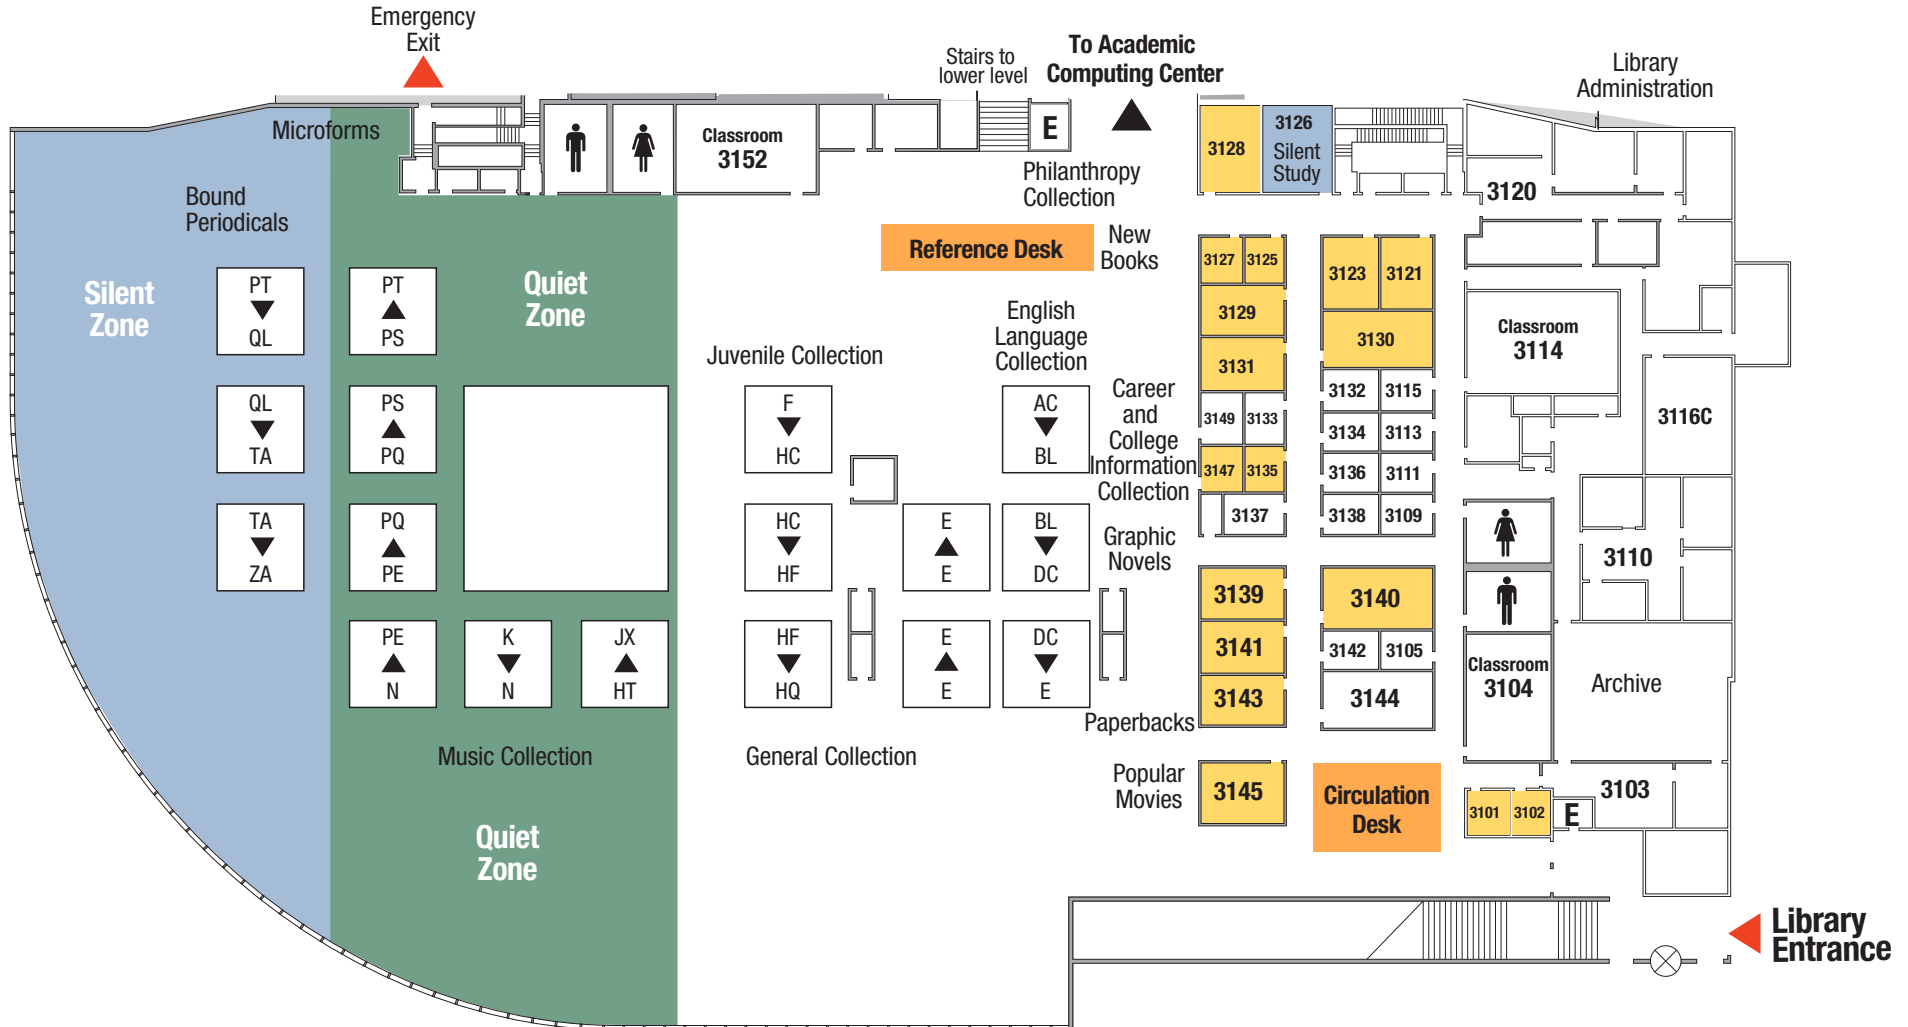 Emergency
Exit
Stairs to
lower level
To Academic
Computing Center
Library
Administration
Microforms
Classroom
3152
E
3128
3126
Silent
Study
Philanthropy
Collection
3120
Bound
Periodicals
Reference Desk
New
Books
3127
3125
3123
3121
Silent
Zone
PT
QL
PT
PS
Quiet
Zone
English
Language
Collection
3129
3130
Classroom
3114
Juvenile Collection
3131
QL
TA
PS
PQ
F
HC
AC
BL
Career
and
College
Information
Collection
3149
3133
3132
3115
3134
3113
3116C
3147
3135
3136
3111
3137
3138
3109
TA
ZA
PQ
PE
HC
HF
E
E
BL
DC
Graphic
Novels
3110
3139
3140
PE
N
K
N
JX
HT
HF
HQ
E
E
DC
E
3141
3142
3105
Classroom
3104
Archive
3143
3144
Paperbacks
Music Collection
General Collection
Popular
Movies
3145
Circulation
Desk
3101
3102
E
3103
Quiet
Zone
Library
Entrance